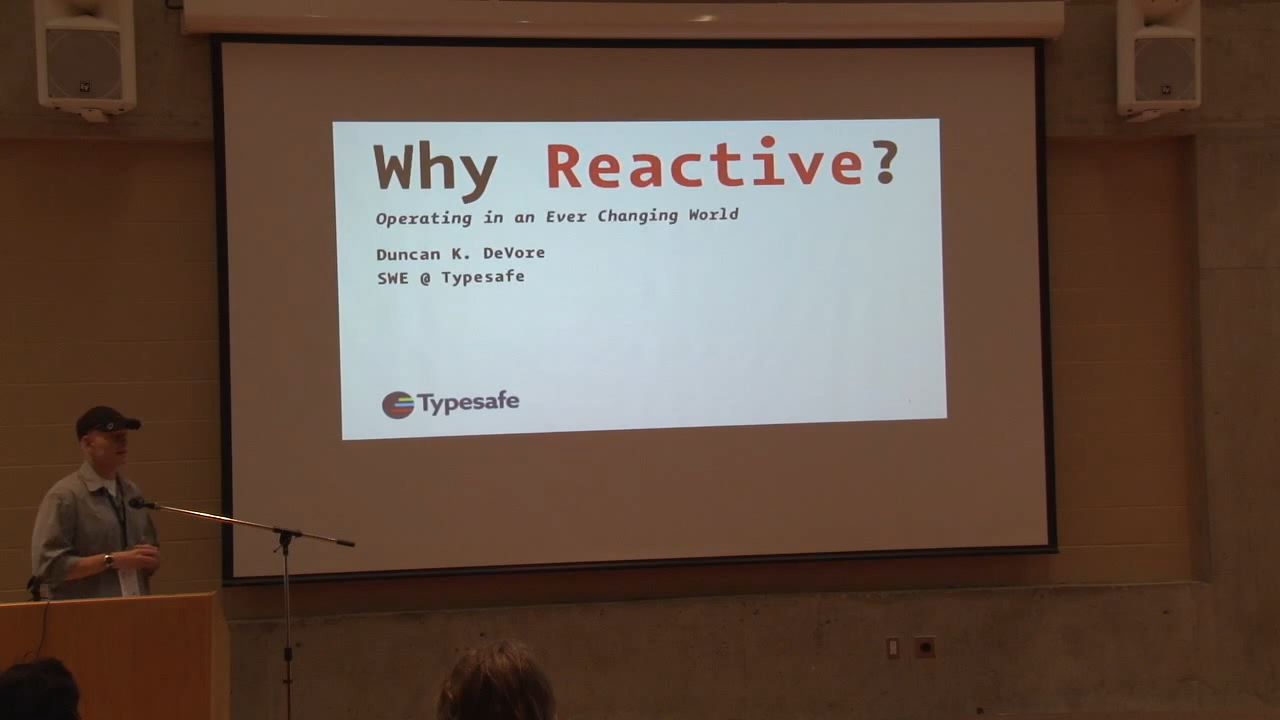 Why Reactive?
Operating in an Ever Changing World
Duncan K. DeVore
SWE @ Typesafe
Typesafe